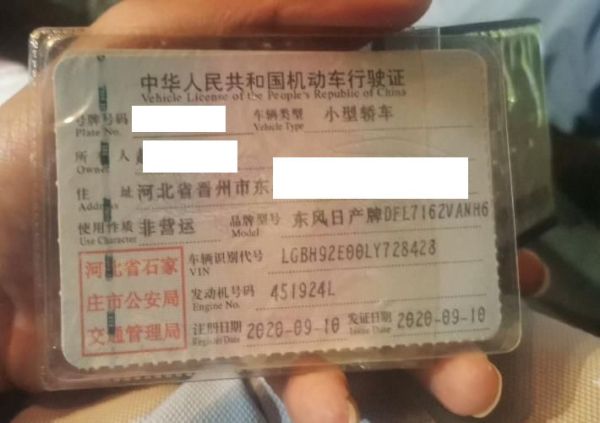 中华人民共和国机动车行驶证
Vehicle License of the People's Republic of China
号牌号码 车辆类型 小型轿车
Plate No. Vehicle Type
所 人
Owner
住 址 河北省晋州市东
使用性质 非营运 品牌型号 东风日产牌DFL7162VANH6
Use Character Model
河北省石家
庄市公安局
交通管理局
车辆识别代号 LGBH92E00LY728428
VIN
发动机号码 451924L
Engine No.
注册日期 2020-09-10 发证日期 2020-09-10
Register Date Issue Date